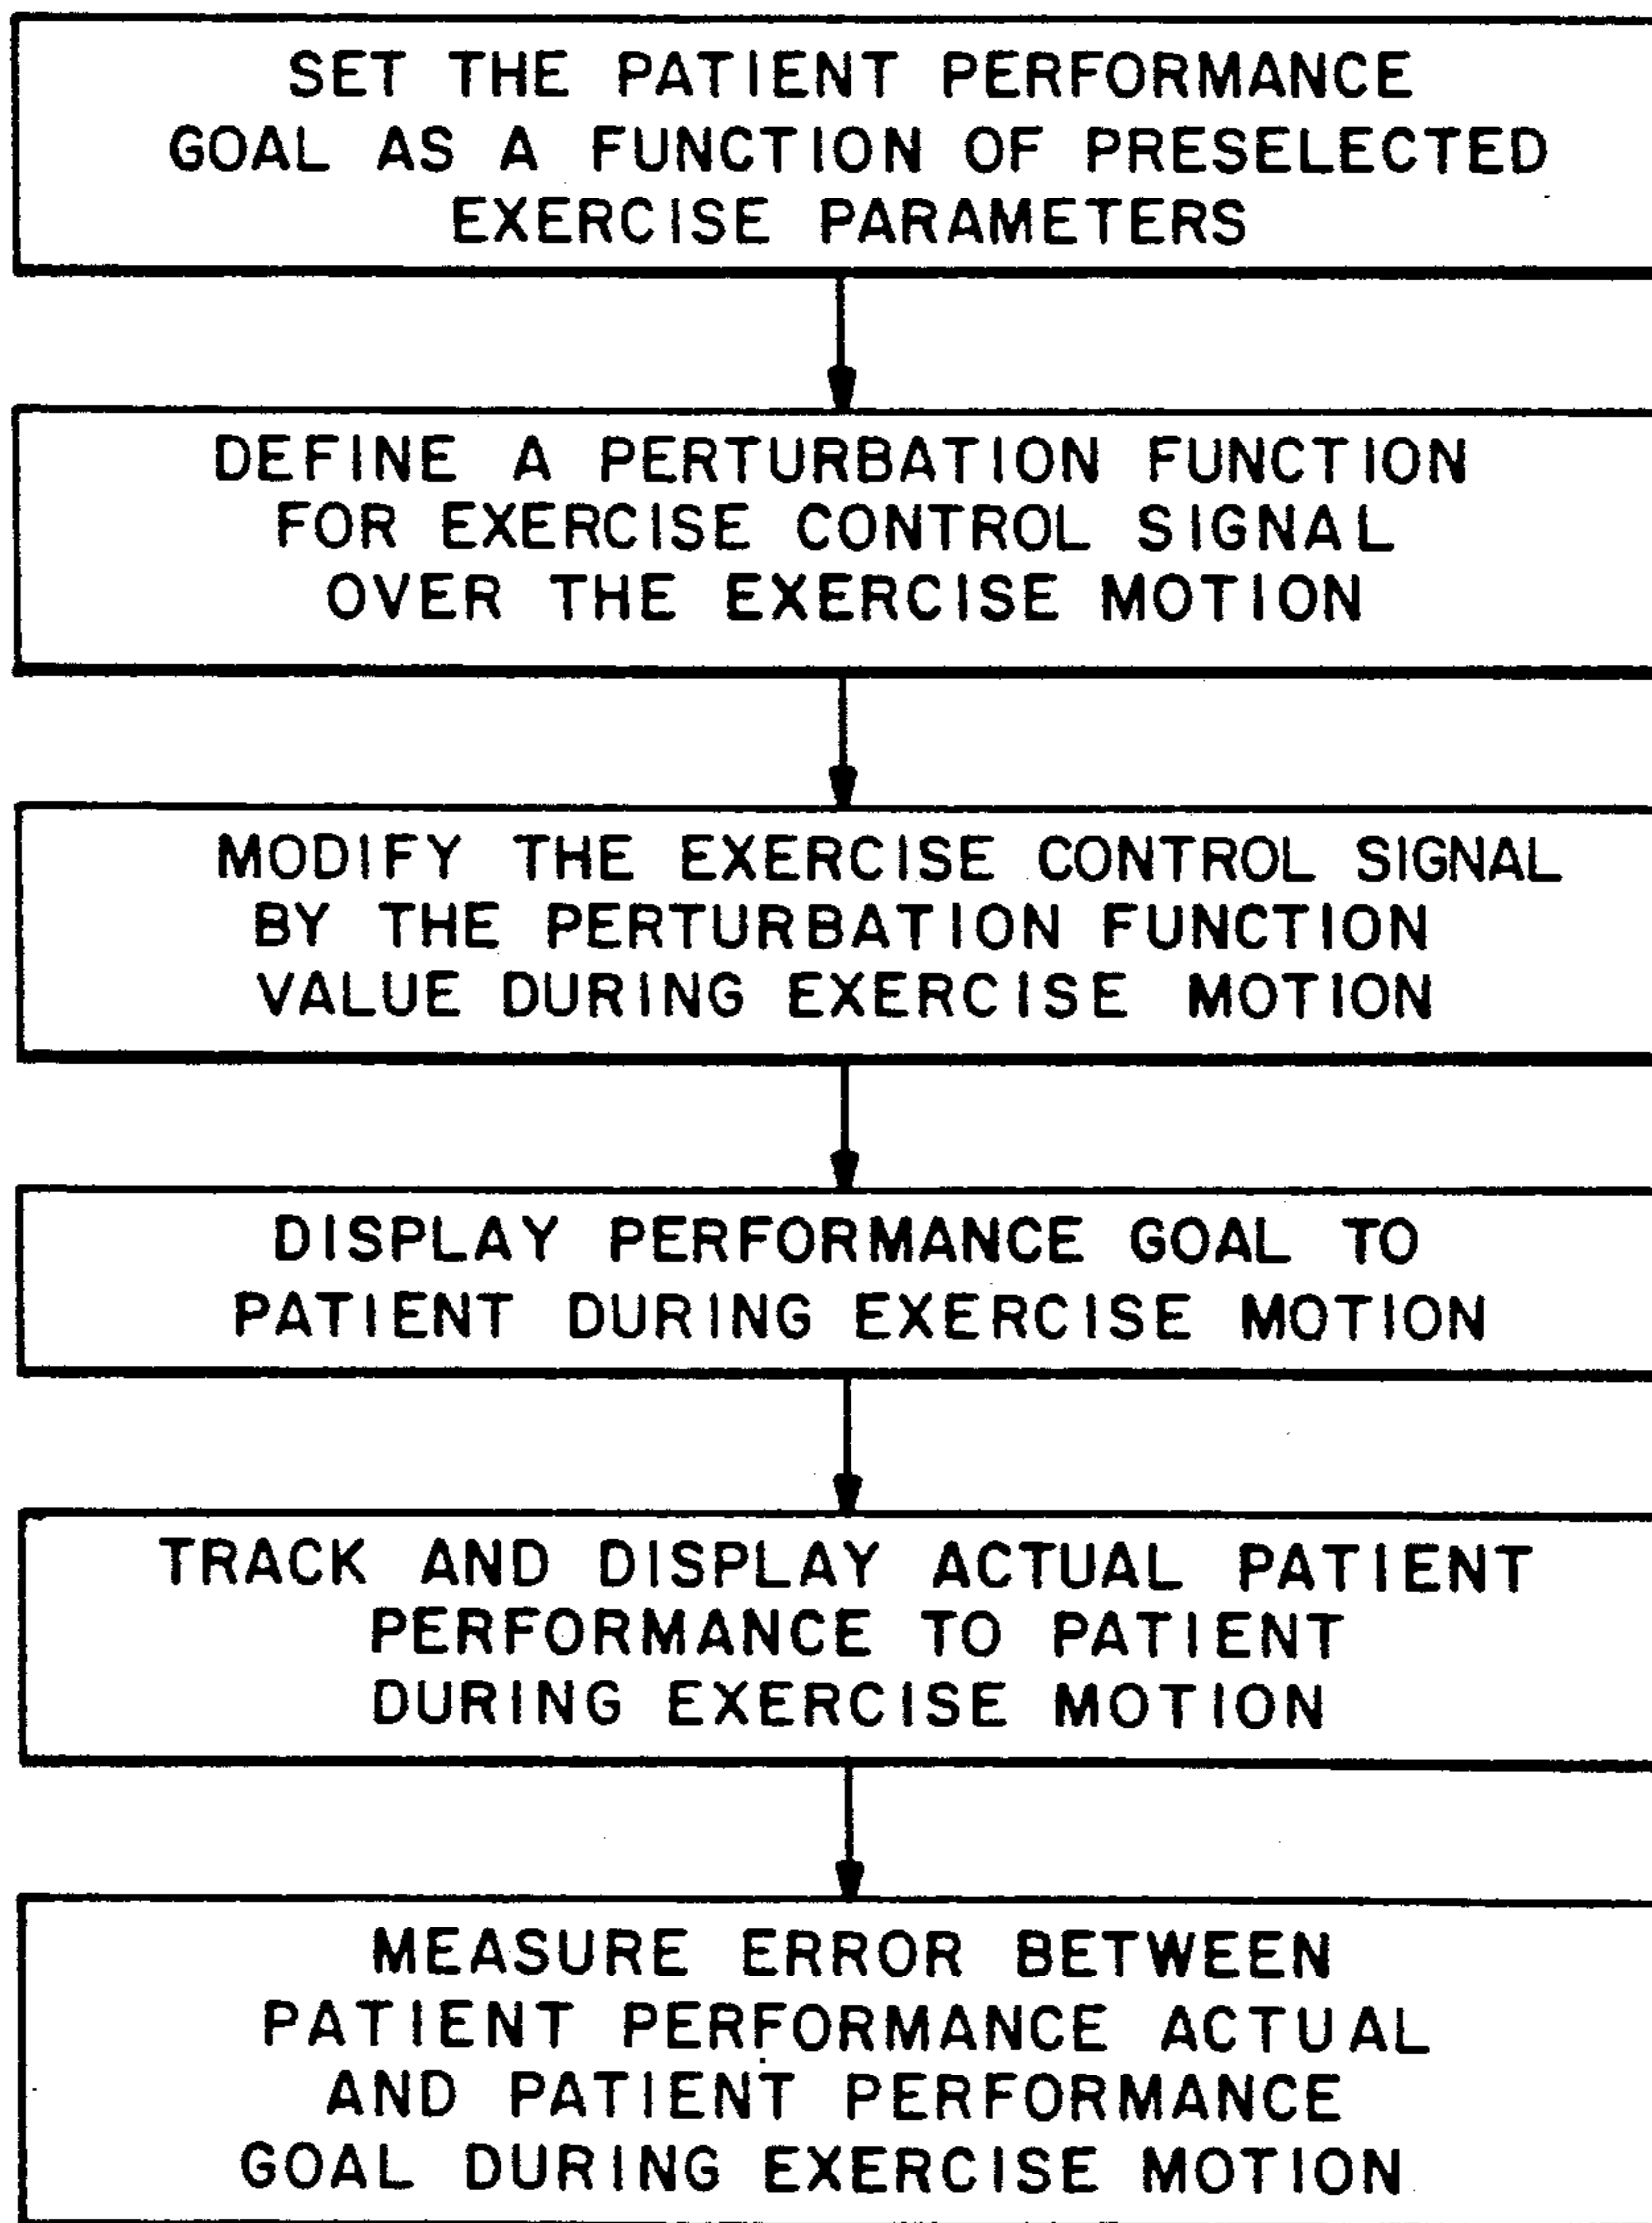 SET THE PATIENT PERFORMANCE
GOAL AS A FUNCTION OF PRESELECTED
EXERCISE PARAMETERS
DEFINE A PERTURBATION FUNCTION
FOR EXERCISE CONTROL SIGNAL
OVER THE EXERCISE MOTION
MODIFY THE EXERCISE CONTROL SIGNAL
BY THE PERTURBATION FUNCTION
VALUE DURING EXERCISE MOTION
DISPLAY PERFORMANCE GOAL TO
PATIENT DURING EXERCISE MOTION
TRACK AND DISPLAY ACTUAL PATIENT
PERFORMANCE TO PATIENT
DURING EXERCISE MOTION
MEASURE ERROR BETWEEN
PATIENT PERFORMANCE ACTUAL
AND PATIENT PERFORMANCE
GOAL DURING EXERCISE MOTION